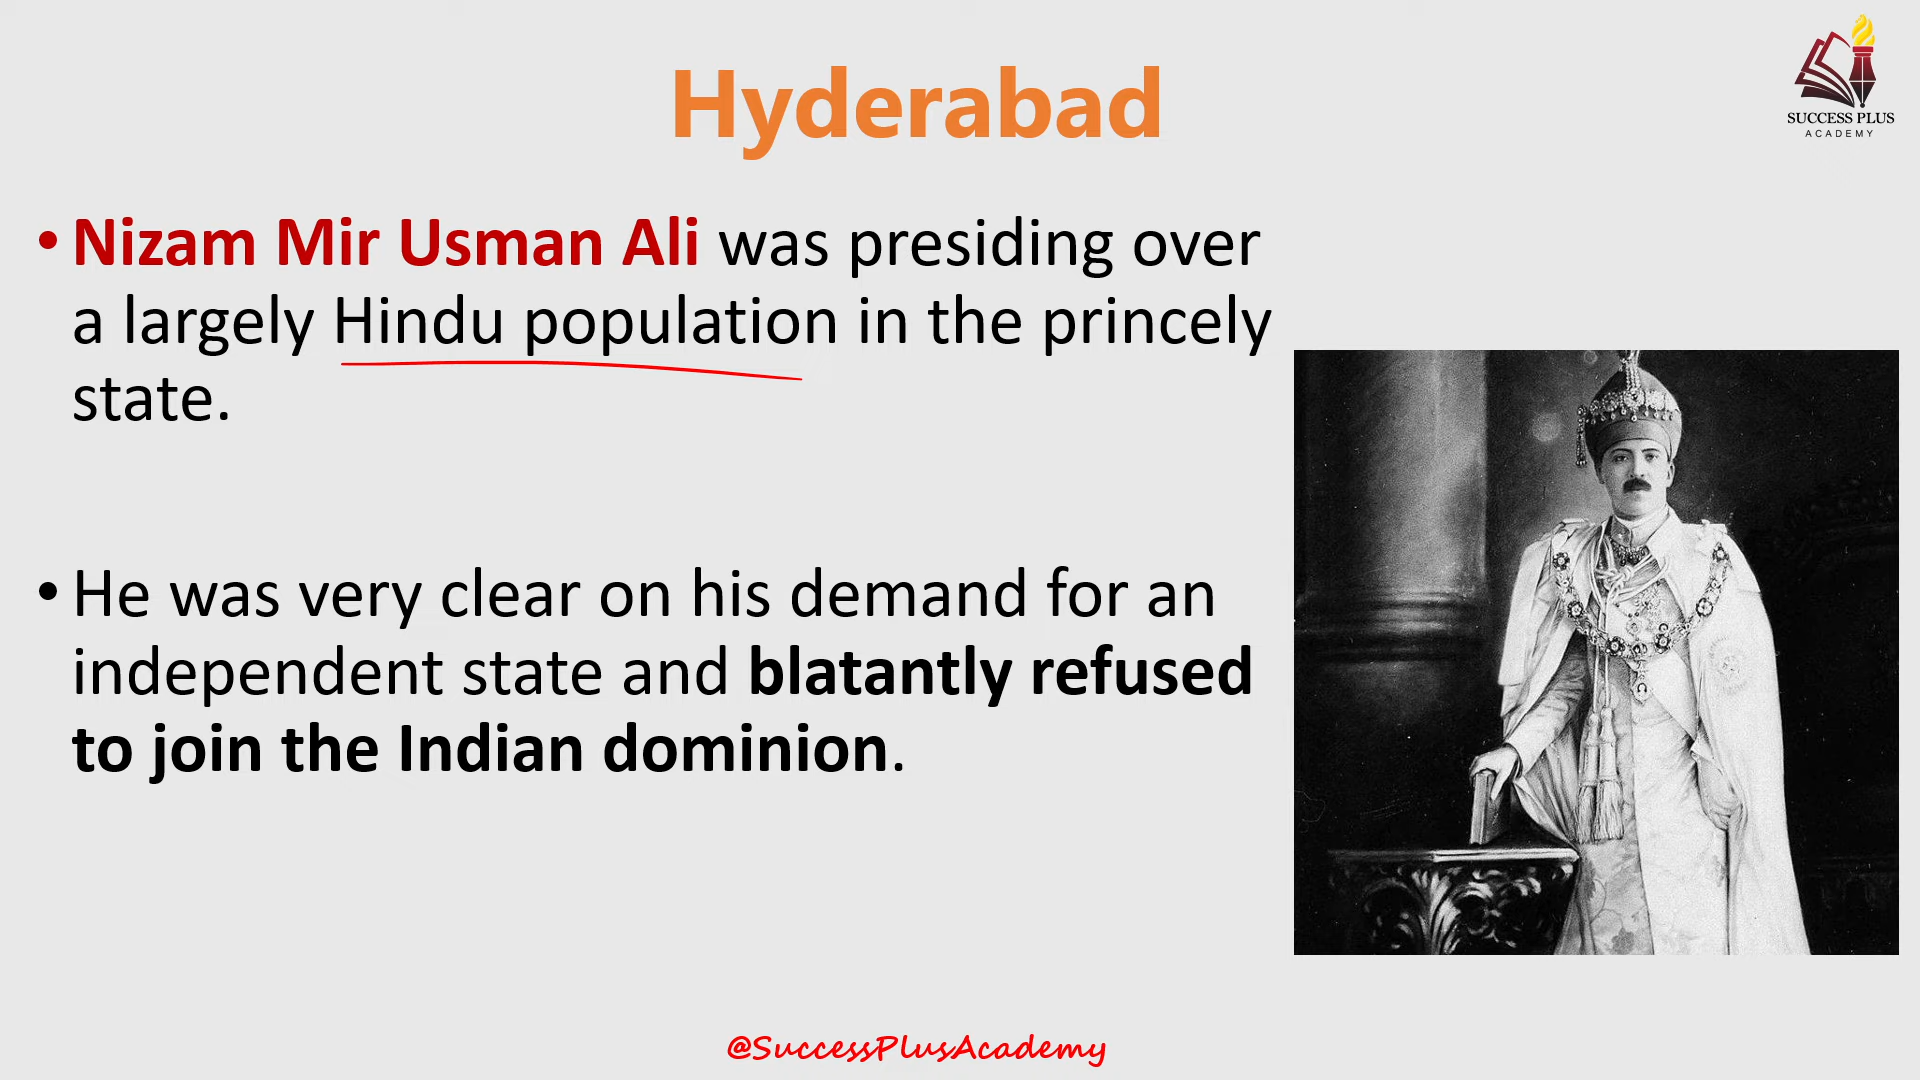 Hyderabad
SUCCESS PLUS
ACADEMY
• Nizam Mir Usman Ali was presiding over
a largely Hindu population in the princely
state.
• He was very clear on his demand for an
independent state and blatantly refused
to join the Indian dominion.
@SuccessPlusAcademy